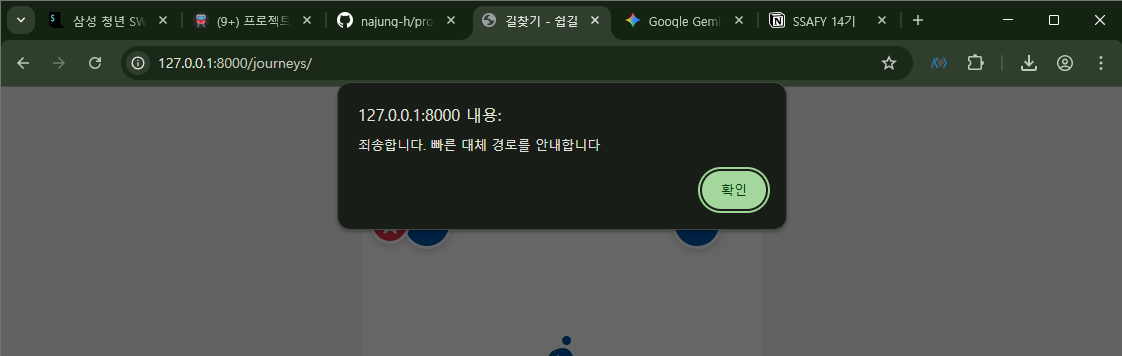 삼성 청년 SW
(9+) 프로젝트
najung-h/pro
길찾기 - 쉽길
Google Gemi
SSAFY 14기
127.0.0.1:8000/journeys/
127.0.0.1:8000 내용:
죄송합니다. 빠른 대체 경로를 안내합니다
확인